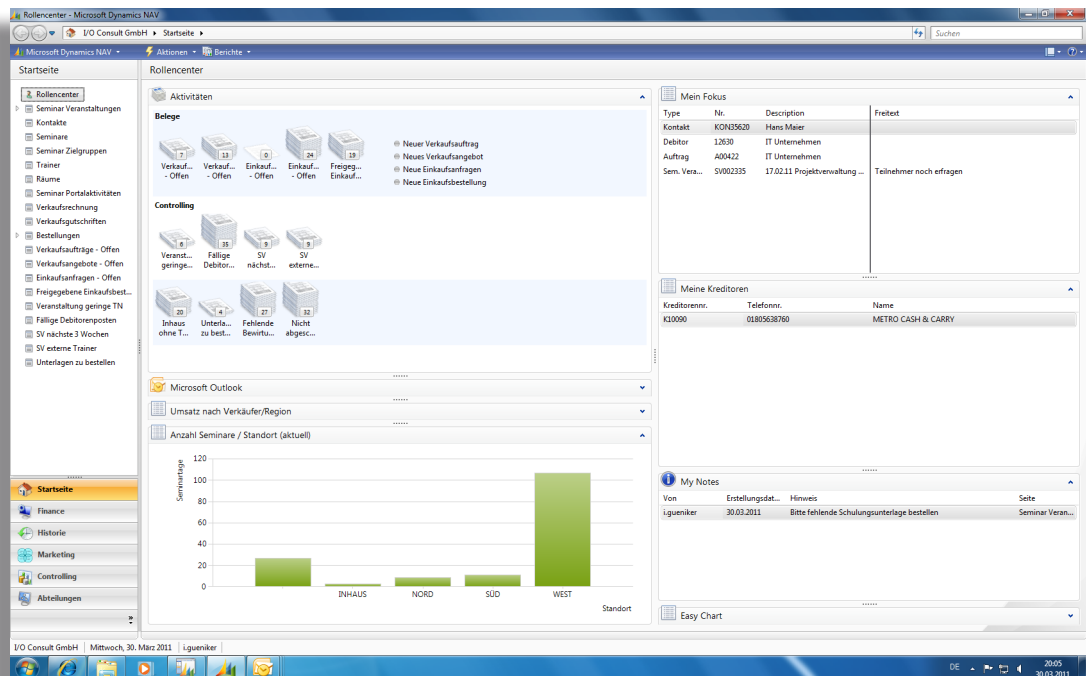 Rollencenter - Microsoft Dynamics NAV
I/O Consult GmbH
Startseite
Suchen
Microsoft Dynamics NAV
Aktionen
Berichte
Startseite
Rollencenter
Rollencenter
Seminar Veranstaltungen
Kontakte
Seminare
Seminar Zielgruppen
Trainer
Räume
Seminar Portalaktivitäten
Verkaufsrechnung
Verkaufsgutschriften
Bestellungen
Verkaufsaufträge - Offen
Verkaufsangebote - Offen
Einkaufsanfragen - Offen
Freigegebene Einkaufsbest...
Veranstaltung geringe TN
Fällige Debitorenposten
SV nächste 3 Wochen
SV externe Trainer
Unterlagen zu bestellen
Startseite
Finance
Historie
Marketing
Controlling
Abteilungen
Aktivitäten
Belege
7 13 0 24 19
Verkauf... Verkauf... Einkauf... Einkauf... Freigeg...
- Offen - Offen - Offen - Offen Einkauf...
Neuer Verkaufsauftrag
Neues Verkaufsangebot
Neue Einkaufsanfragen
Neue Einkaufsbestellung
Controlling
6 35 9 9
Veranst... Fällige SV SV
geringe... Debitor... nächst... externe...
20 4 27 32
Inhaus Unterla... Fehlende Nicht
ohne T... zu best... Bewirtu... abgesc...
Microsoft Outlook
Umsatz nach Verkäufer/Region
Anzahl Seminare / Standort (aktuell)
Seminartage
120
100
80
60
40
20
0
INHAUS NORD SÜD WEST
Standort
Mein Fokus
Type Nr. Description Freitext
Kontakt KON35620 Hans Maier
Debitor 12630 IT Unternehmen
Auftrag A00422 IT Unternehmen
Sem. Vera... SV002335 17.02.11 Projektverwaltung ... Teilnehmer noch erfragen
Meine Kreditoren
Kreditorennr. Telefonnr. Name
K10090 01805638760 METRO CASH & CARRY
My Notes
Von Erstellungsdat... Hinweis Seite
i.gueniker 30.03.2011 Bitte fehlende Schulungsunterlage bestellen Seminar Veran...
Easy Chart
I/O Consult GmbH Mittwoch, 30. März 2011 i.gueniker
DE
20:05
30.03.2011